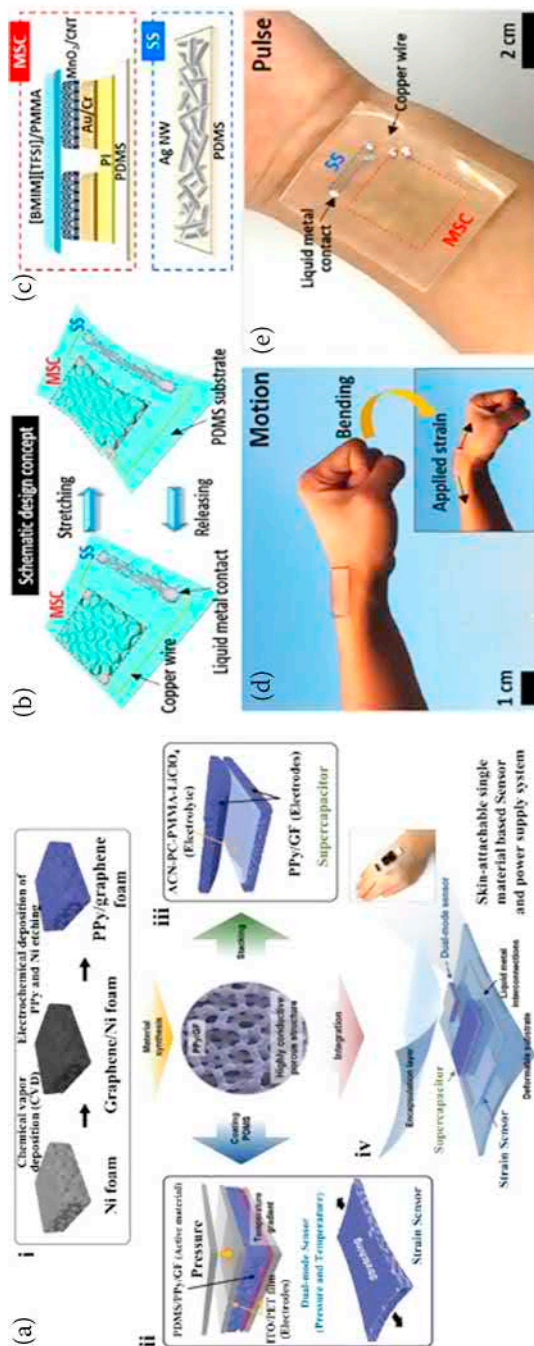 (a)
i
Chemical vapor
deposition (CVD)
Electrochemical deposition of
PPy and Ni etching
Ni foam
Graphene/Ni foam
PPy/graphene
foam
Material
synthesis
ii
PDMS/PPy/GF (Active material)
Pressure
Temperature
gradient
ITO/PET film
(Electrodes)
Dual-mode Sensor
(Pressure and Temperature)
Stretching
Strain Sensor
Coating
PDMS
PPy/GF
Highly conductive
porous structure
Stacking
iii
ACN-PC-PMMA-LiClO₄
(Electrolyte)
PPy/GF (Electrodes)
Supercapacitor
Integration
iv
Encapsulation layer
Supercapacitor
Dual-mode sensor
Strain Sensor
Liquid metal
Interconnections
Deformable substrate
Skin-attachable single
material based Sensor
and power supply system
(b)
Schematic design concept
MSC
SS
Stretching
Releasing
MSC
SS
Copper wire
Liquid metal contact
PDMS substrate
(c)
MSC
[BMIM][TFSI]/PMMA
MnO₂/CNT
Au/Cr
PI
PDMS
SS
Ag NW
PDMS
(d)
Motion
Bending
Applied strain
1 cm
(e)
Pulse
Liquid metal
contact
SS
Copper wire
MSC
2 cm